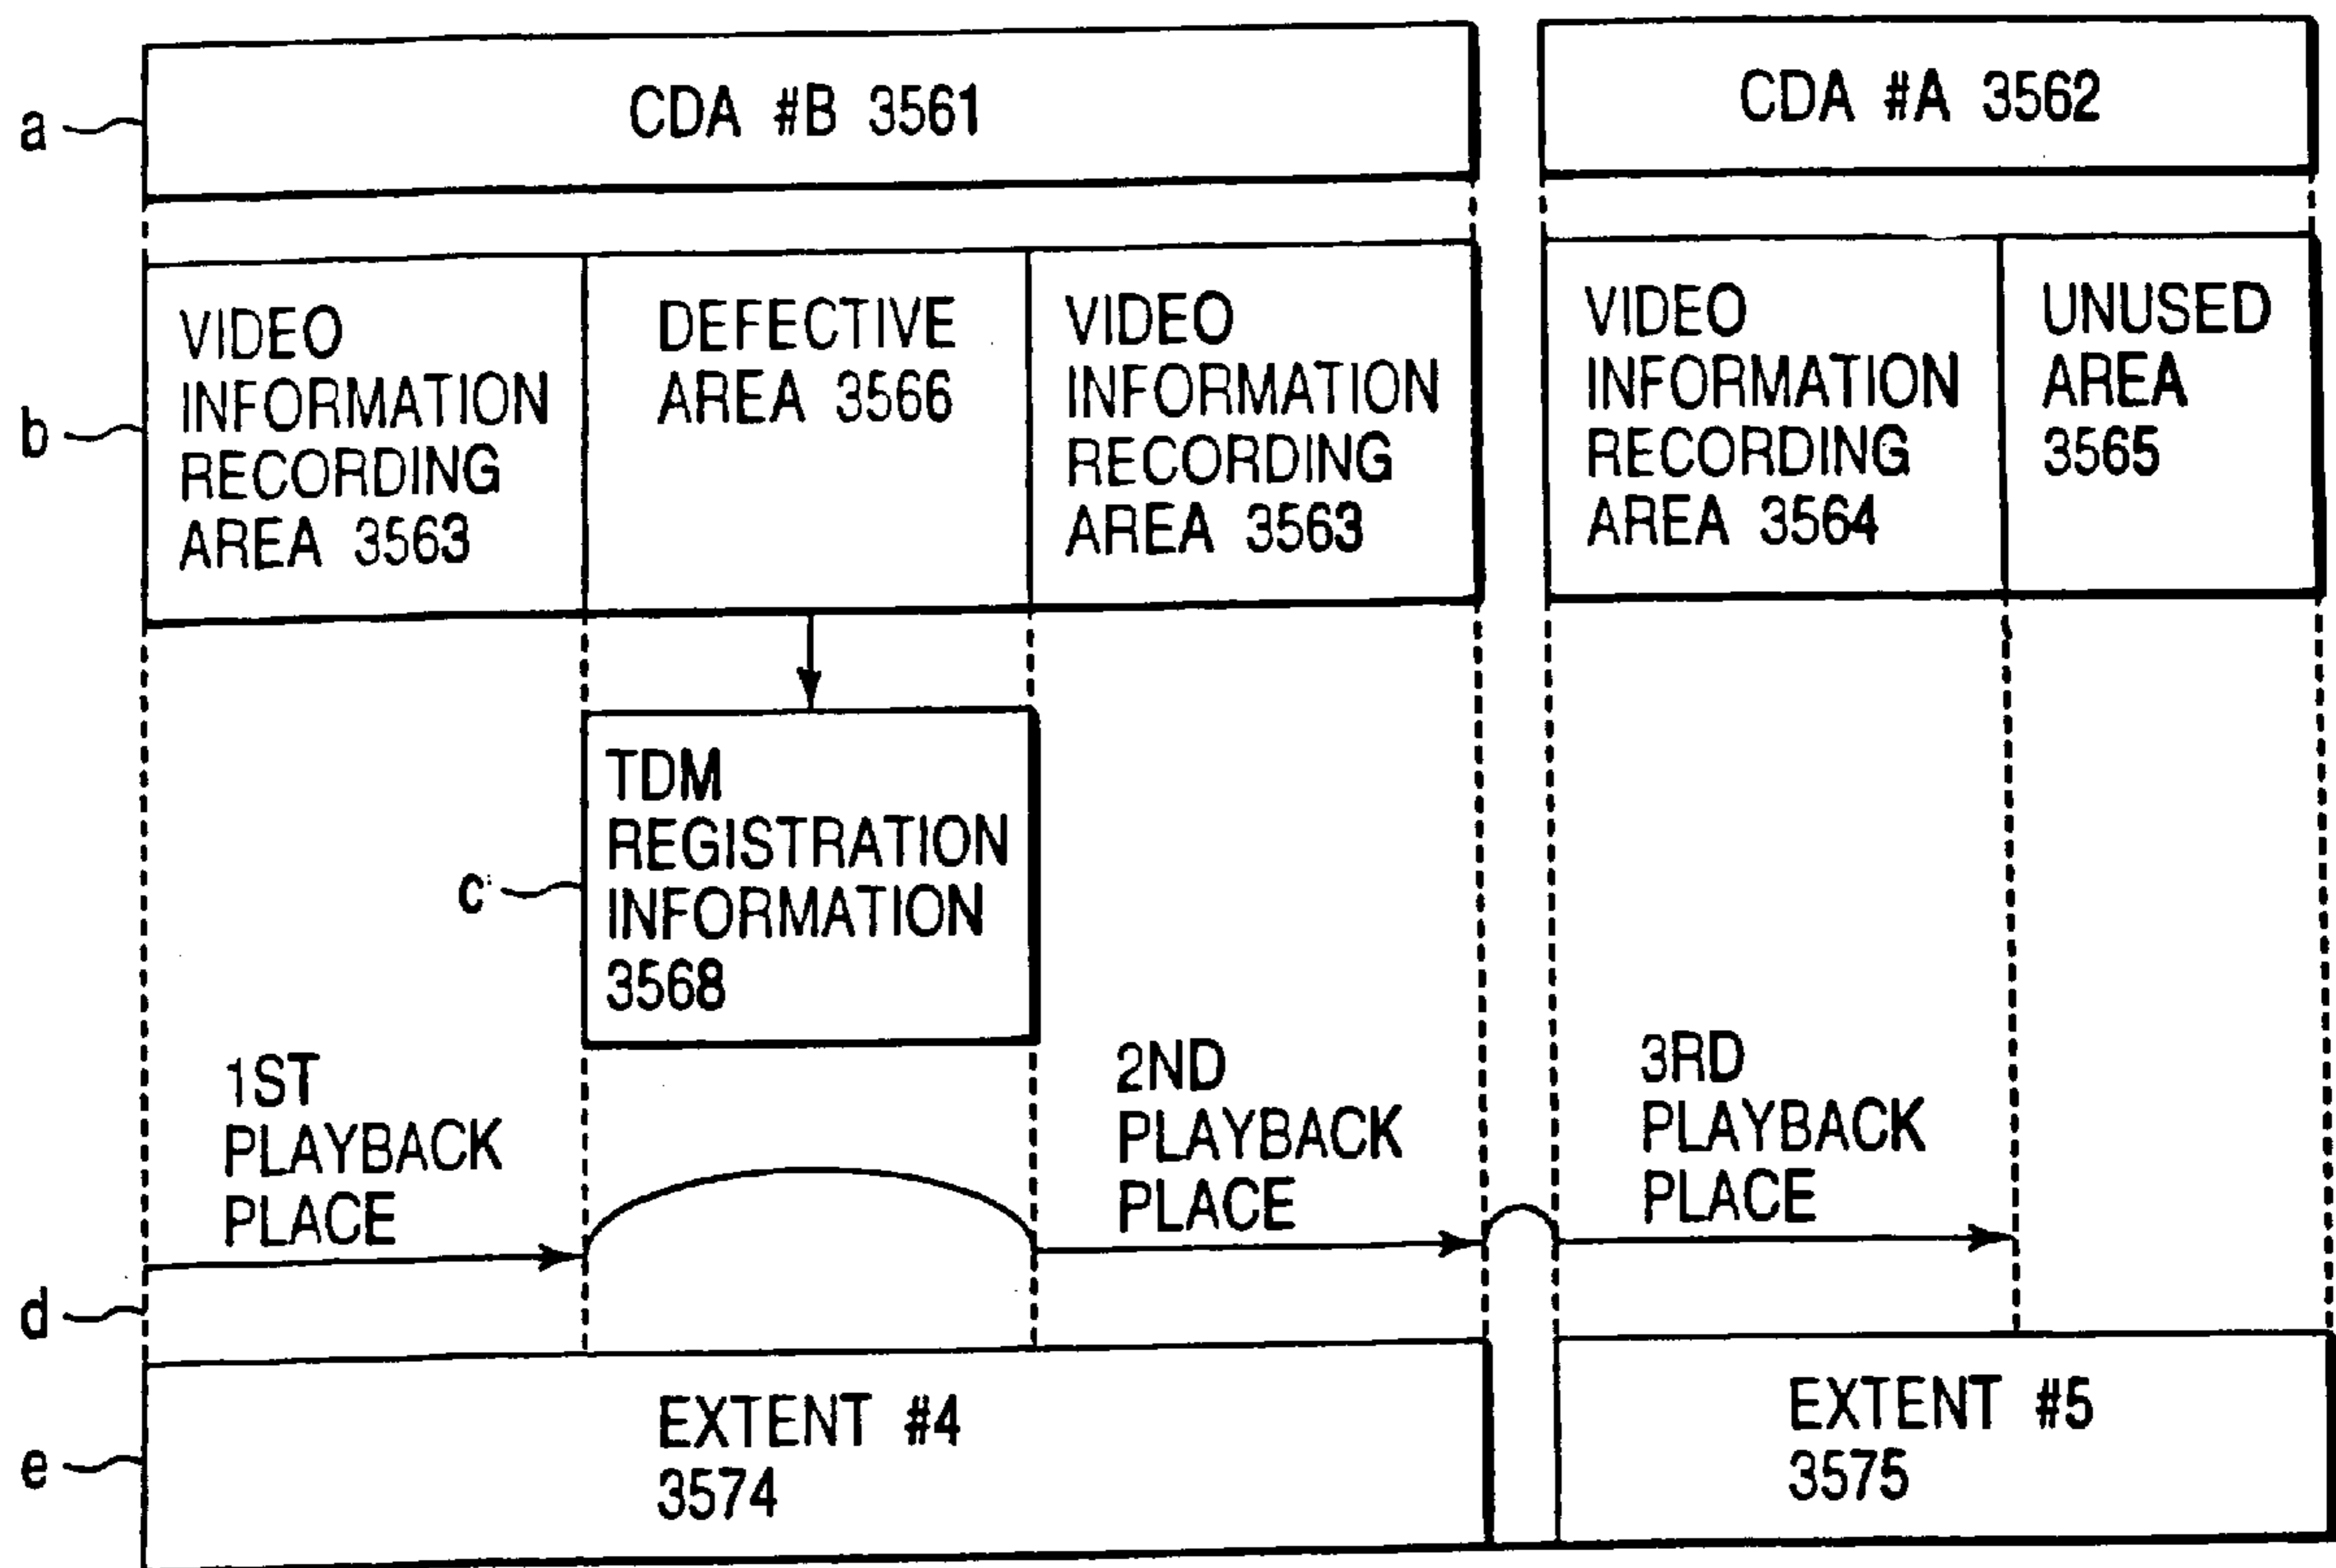 a
CDA #B 3561
CDA #A 3562
b
VIDEO
INFORMATION
RECORDING
AREA 3563
DEFECTIVE
AREA 3566
VIDEO
INFORMATION
RECORDING
AREA 3563
VIDEO
INFORMATION
RECORDING
AREA 3564
UNUSED
AREA
3565
c
TDM
REGISTRATION
INFORMATION
3568
d
1ST
PLAYBACK
PLACE
2ND
PLAYBACK
PLACE
3RD
PLAYBACK
PLACE
e
EXTENT #4
3574
EXTENT #5
3575